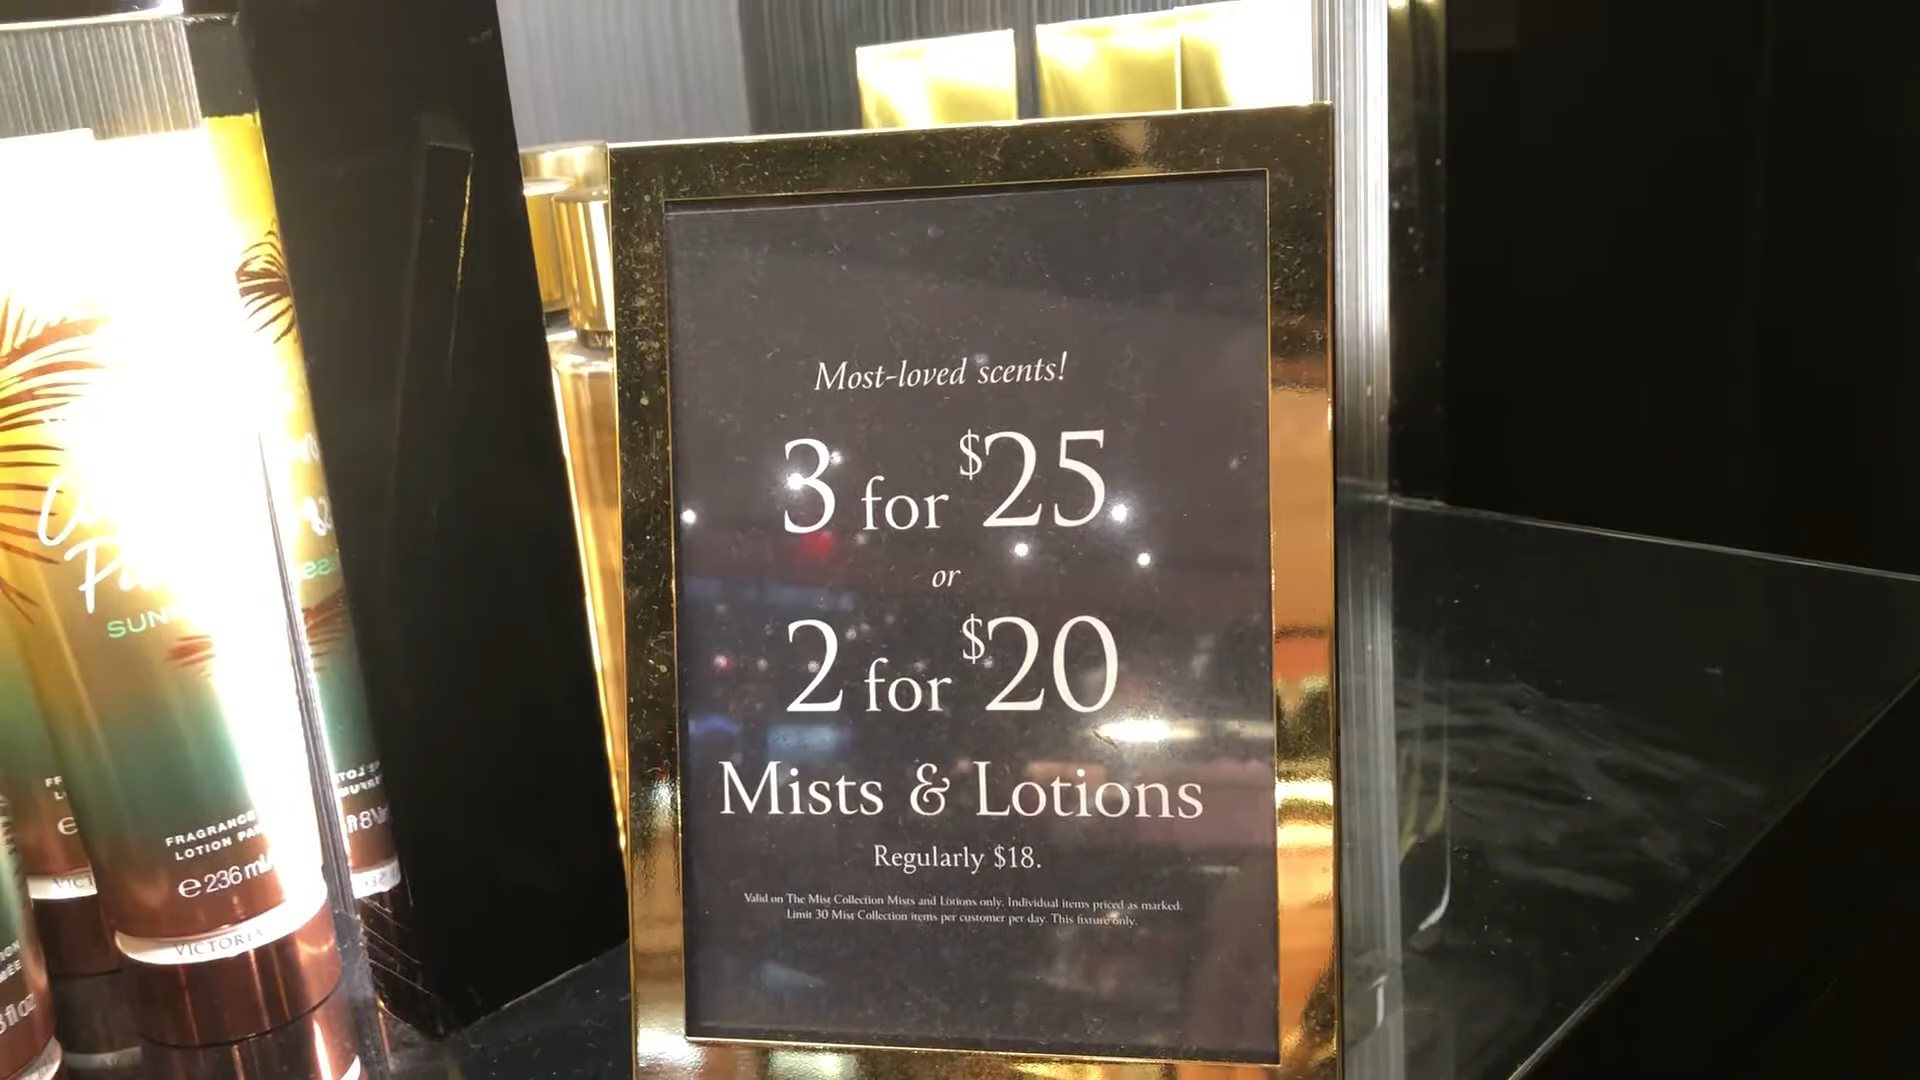 Most-loved scents!
3 for $25
or
2 for $20
Mists & Lotions
Regularly $18.
Valid on The Mist Collection Mists and Lotions only. Individual items priced as marked.
Limit 30 Mist Collection items per customer per day. This fixture only.
FRAGRANCE
LOTION
℮ 236 ml
VICTORIA